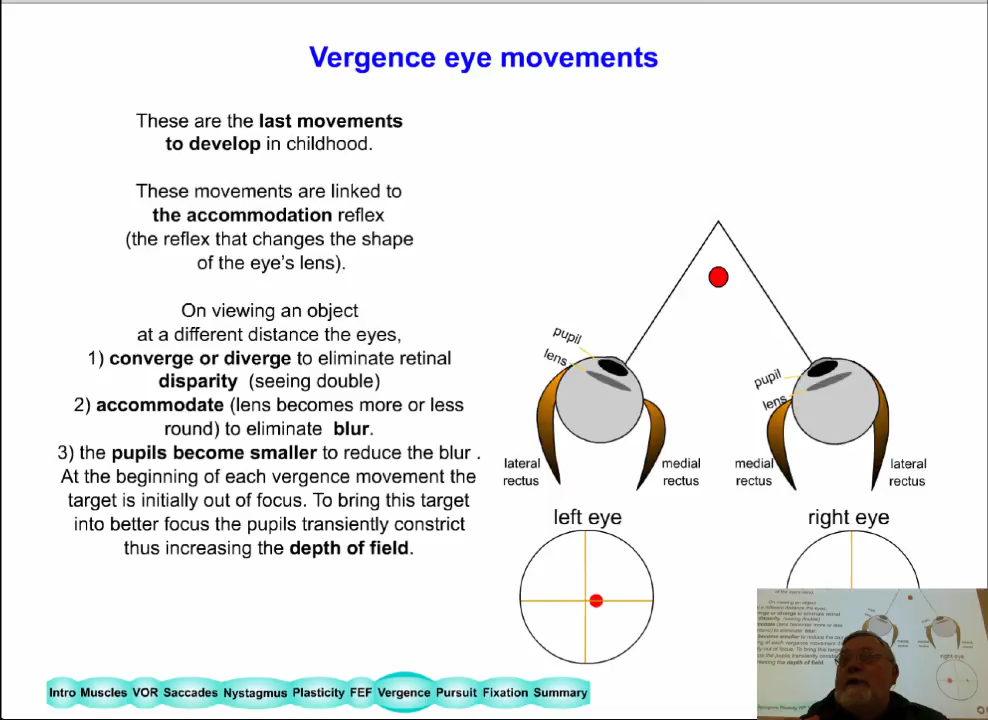 Vergence eye movements
These are the last movements
to develop in childhood.
These movements are linked to
the accommodation reflex
(the reflex that changes the shape
of the eye's lens).
On viewing an object
at a different distance the eyes,
1) converge or diverge to eliminate retinal
disparity (seeing double)
2) accommodate (lens becomes more or less
round) to eliminate blur.
3) the pupils become smaller to reduce the blur .
At the beginning of each vergence movement the
target is initially out of focus. To bring this target
into better focus the pupils transiently constrict
thus increasing the depth of field.
pupil
lens
pupil
lens
lateral
rectus
medial
rectus
medial
rectus
lateral
rectus
left eye
right eye
right eye
Intro Muscles VOR Saccades Nystagmus Plasticity FEF Vergence Pursuit Fixation Summary